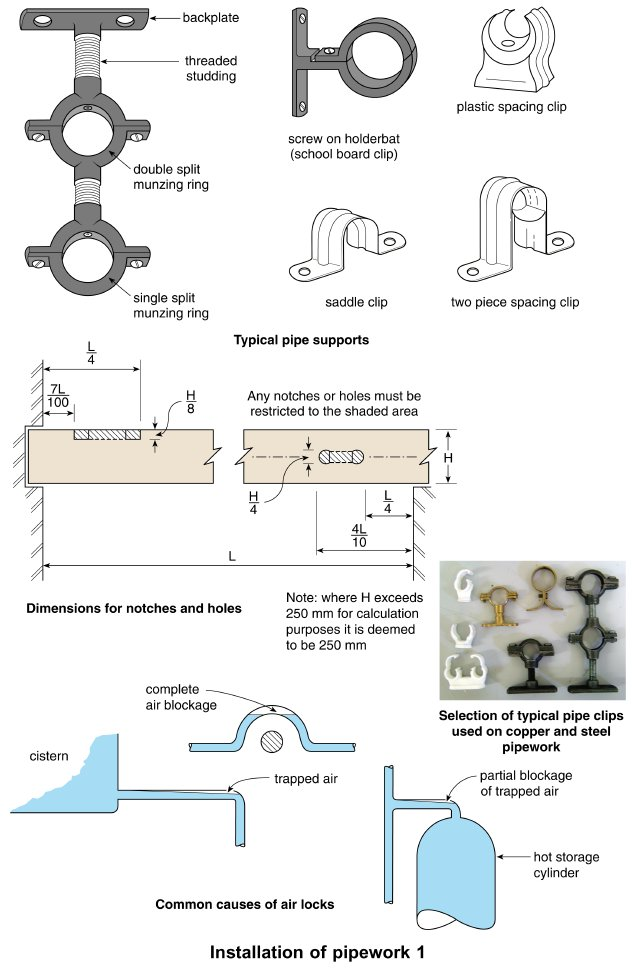 backplate
threaded
studding
double split
munzing ring
single split
munzing ring
screw on holderbat
(school board clip)
plastic spacing clip
saddle clip
two piece spacing clip
Typical pipe supports
L
4
7L
100
H
8
Any notches or holes must be
restricted to the shaded area
H
H
4
L
4
4L
10
L
Dimensions for notches and holes
Note: where H exceeds
250 mm for calculation
purposes it is deemed
to be 250 mm
Selection of typical pipe clips
used on copper and steel
pipework
complete
air blockage
cistern
trapped air
partial blockage
of trapped air
hot storage
cylinder
Common causes of air locks
Installation of pipework 1